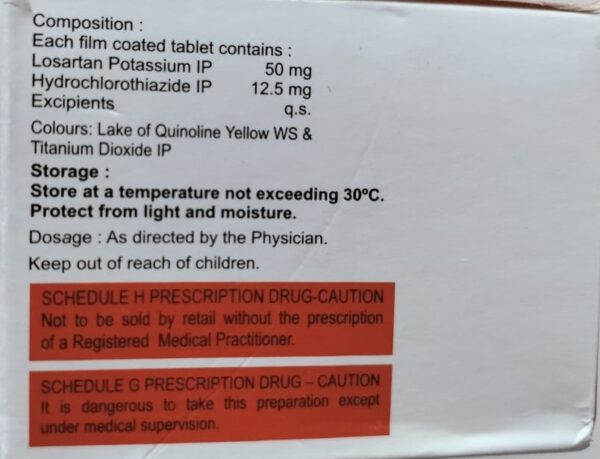 Composition :
Each film coated tablet contains :
Losartan Potassium IP 50 mg
Hydrochlorothiazide IP 12.5 mg
Excipients q.s.
Colours: Lake of Quinoline Yellow WS &
Titanium Dioxide IP
Storage :
Store at a temperature not exceeding 30ºC.
Protect from light and moisture.
Dosage : As directed by the Physician.
Keep out of reach of children.
SCHEDULE H PRESCRIPTION DRUG-CAUTION
Not to be sold by retail without the prescription
of a Registered Medical Practitioner.
SCHEDULE G PRESCRIPTION DRUG – CAUTION
It is dangerous to take this preparation except
under medical supervision.